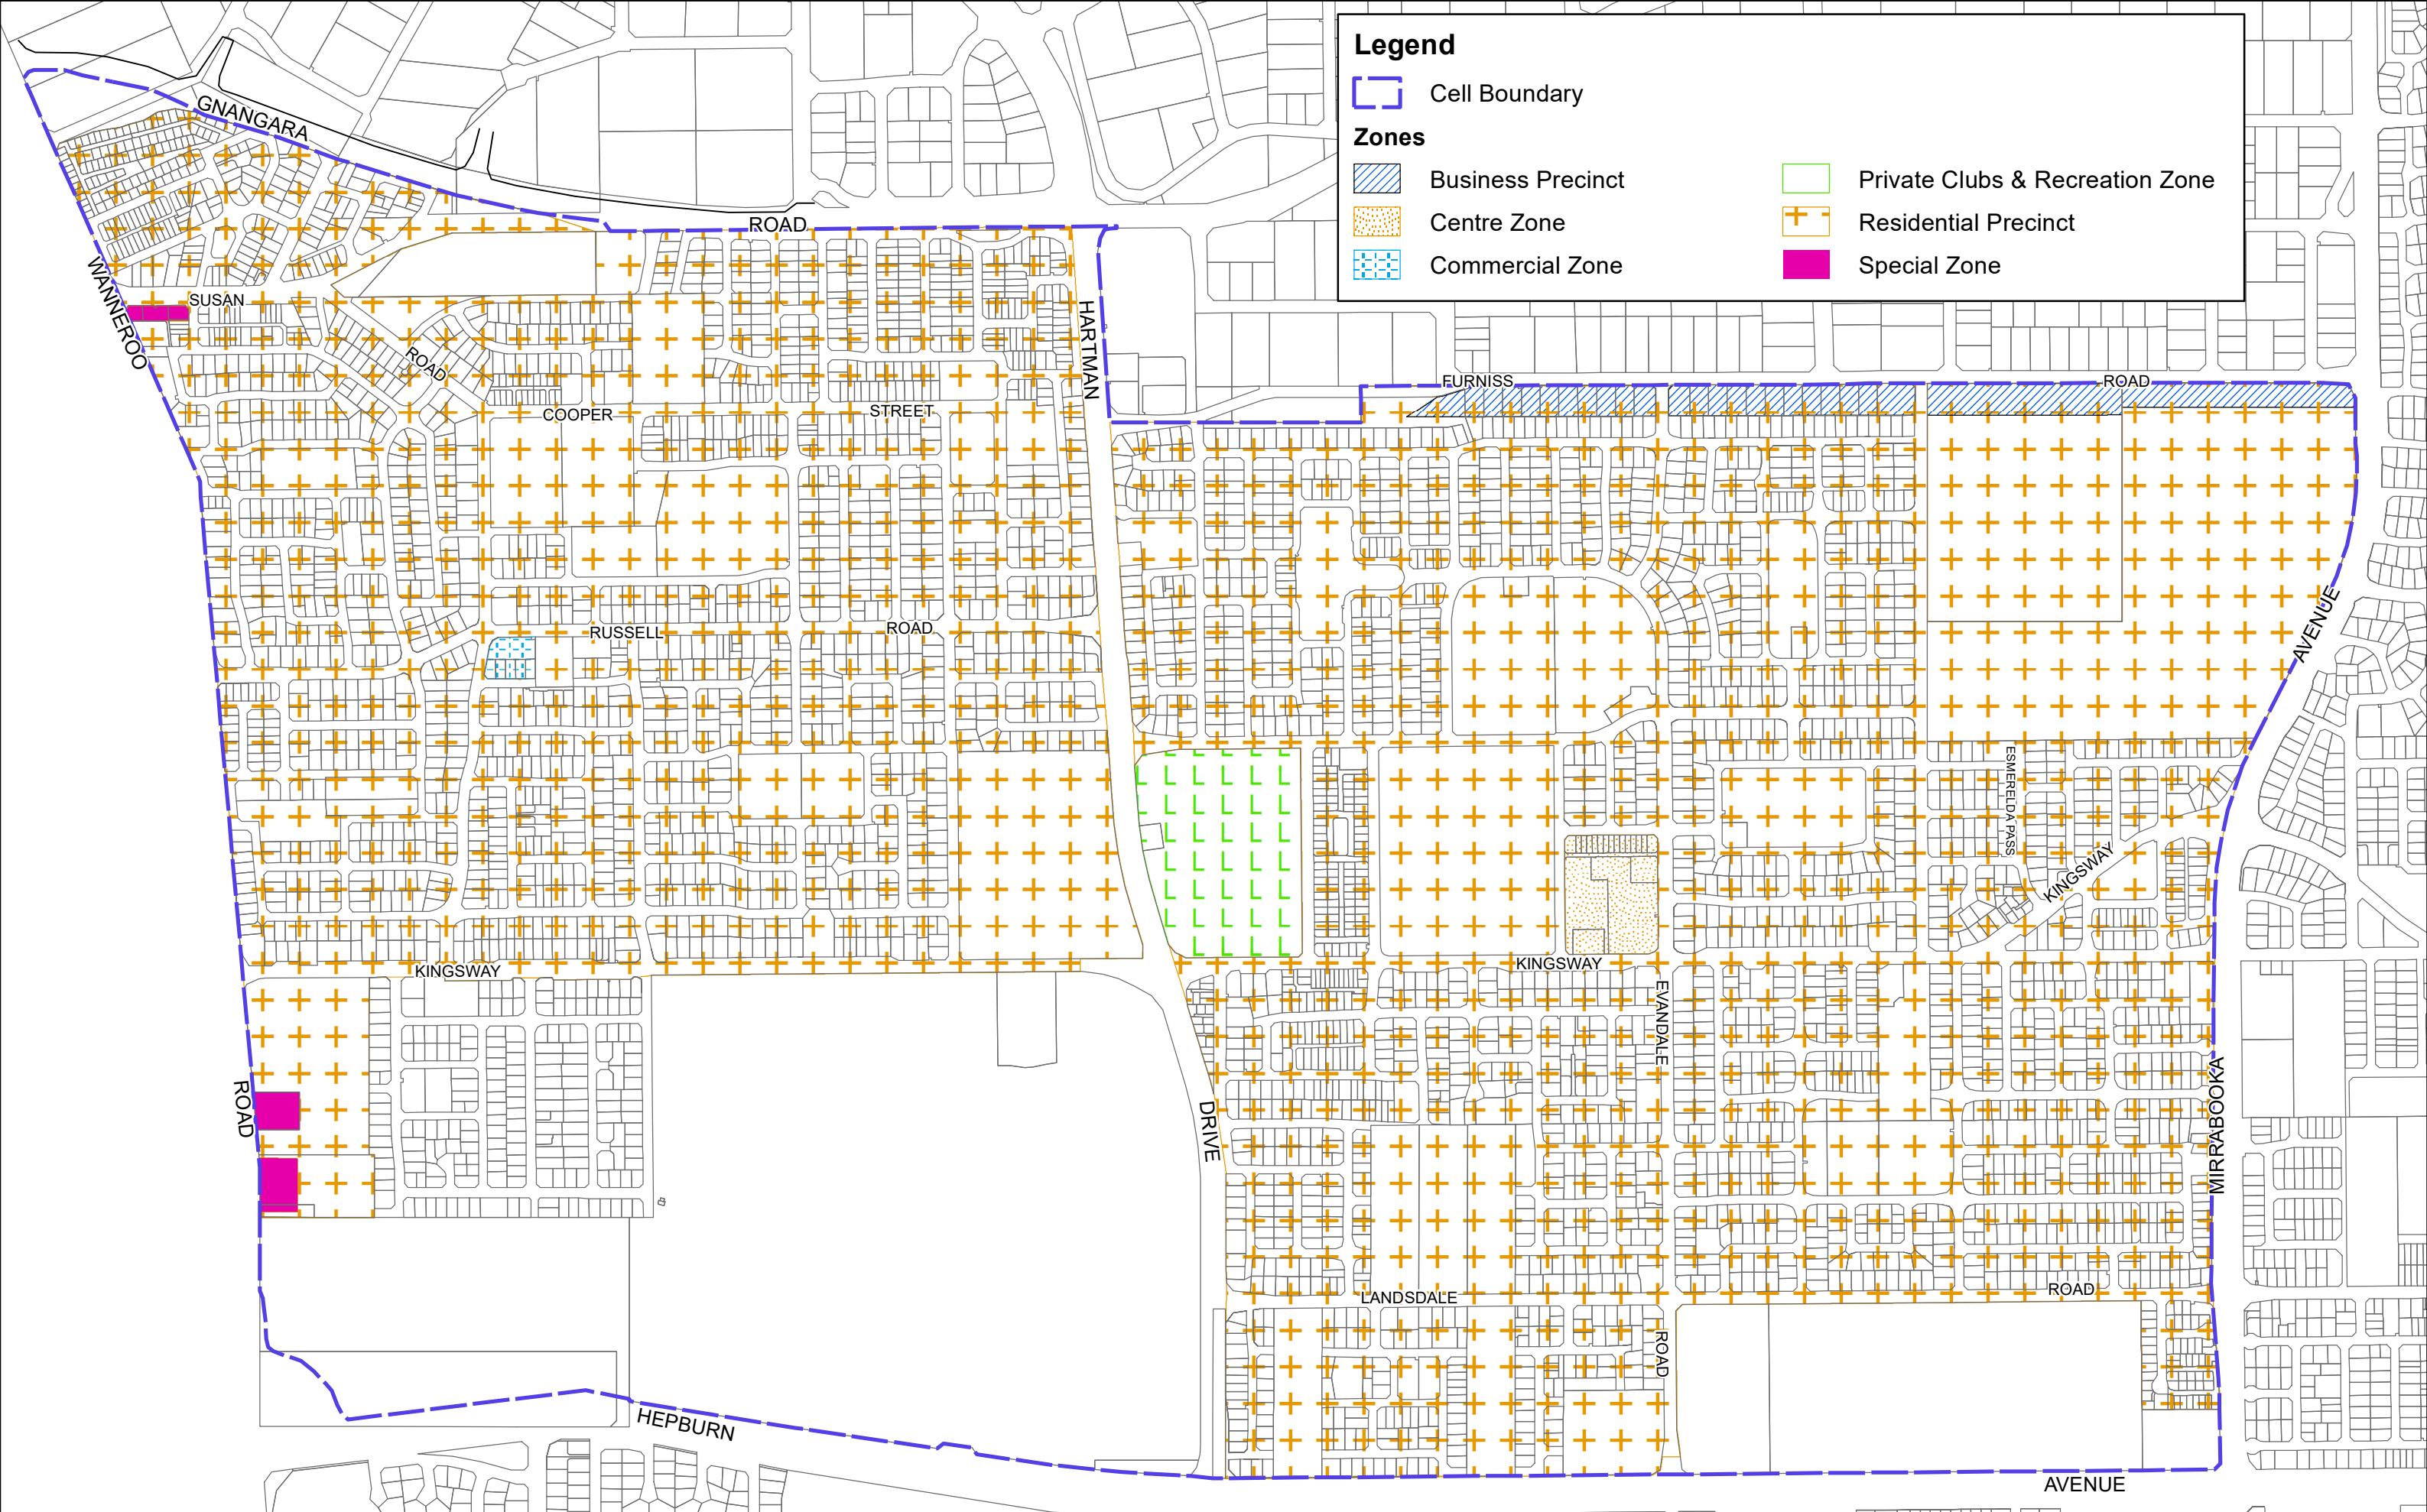 Legend
Cell Boundary
Zones
Business Precinct
Private Clubs & Recreation Zone
Centre Zone
Residential Precinct
Commercial Zone
Special Zone
GNANGARA
ROAD
WANNEROO
SUSAN
HARTMAN
ROAD
FURNISS
ROAD
COOPER
STREET
AVENUE
RUSSELL
ROAD
ESMERELDA PASS
KINGSWAY
KINGSWAY
KINGSWAY
EVANDALE
ROAD
DRIVE
MIRRABOOKA
LANDSDALE
ROAD
ROAD
HEPBURN
AVENUE